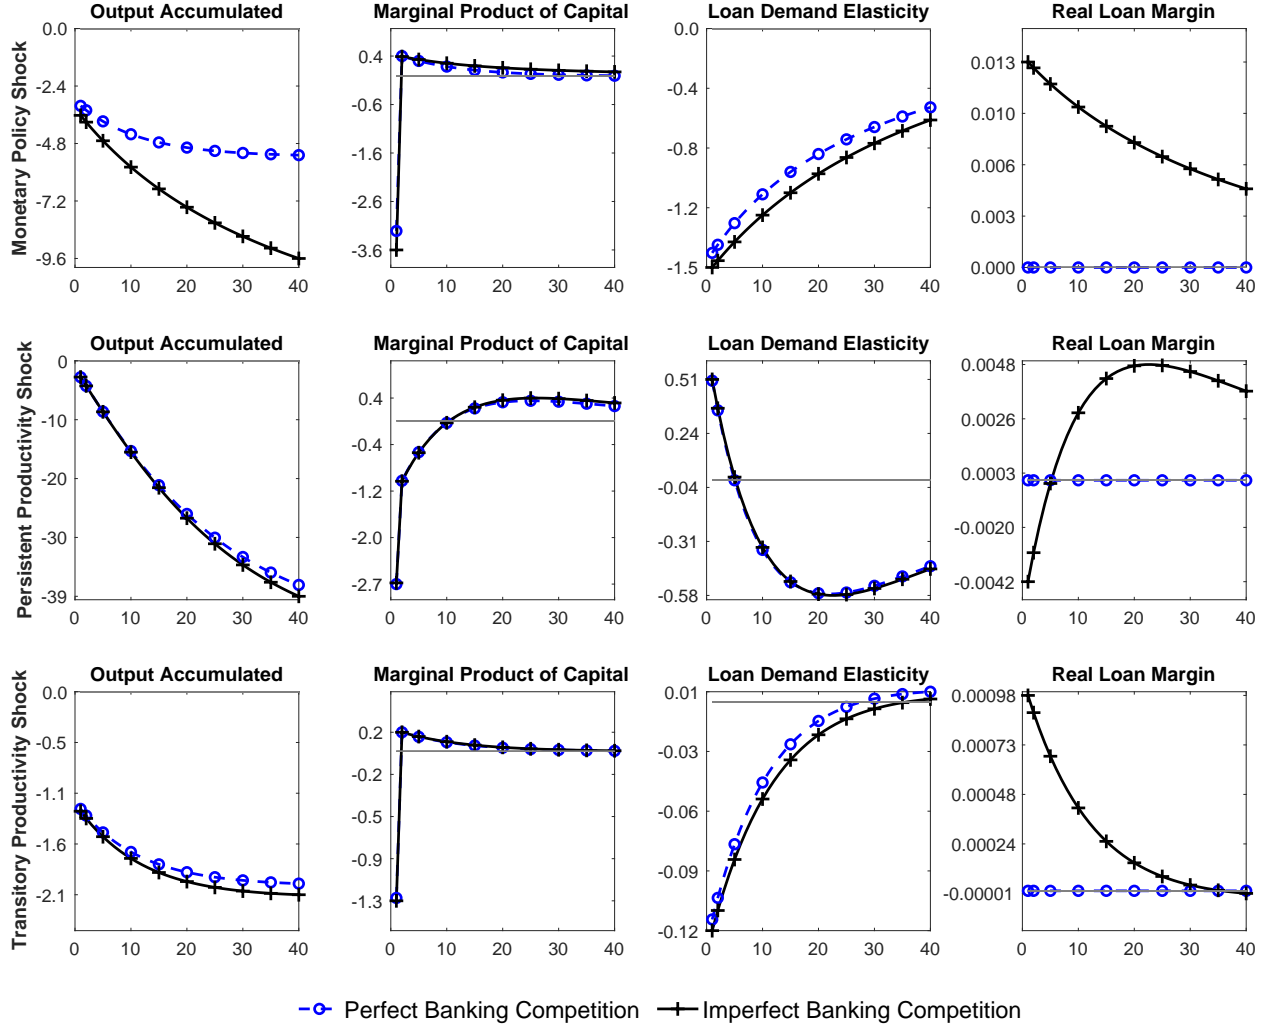 Output Accumulated
Marginal Product of Capital
Loan Demand Elasticity
Real Loan Margin
Monetary Policy Shock
0.0
-2.4
-4.8
-7.2
-9.6
0 10 20 30 40
0.4
-0.6
-1.6
-2.6
-3.6
0 10 20 30 40
0.0
-0.4
-0.8
-1.2
-1.5
0 10 20 30 40
0.013
0.010
0.006
0.003
0.000
0 10 20 30 40
Output Accumulated
Marginal Product of Capital
Loan Demand Elasticity
Real Loan Margin
Persistent Productivity Shock
0
-10
-20
-30
-39
0 10 20 30 40
0.4
-0.4
-1.2
-2.0
-2.7
0 10 20 30 40
0.51
0.24
-0.04
-0.31
-0.58
0 10 20 30 40
0.0048
0.0026
0.0003
-0.0020
-0.0042
0 10 20 30 40
Output Accumulated
Marginal Product of Capital
Loan Demand Elasticity
Real Loan Margin
Transitory Productivity Shock
0.0
-0.5
-1.1
-1.6
-2.1
0 10 20 30 40
0.2
-0.2
-0.5
-0.9
-1.3
0 10 20 30 40
0.01
-0.03
-0.06
-0.09
-0.12
0 10 20 30 40
0.00098
0.00073
0.00048
0.00024
-0.00001
0 10 20 30 40
Perfect Banking Competition
Imperfect Banking Competition